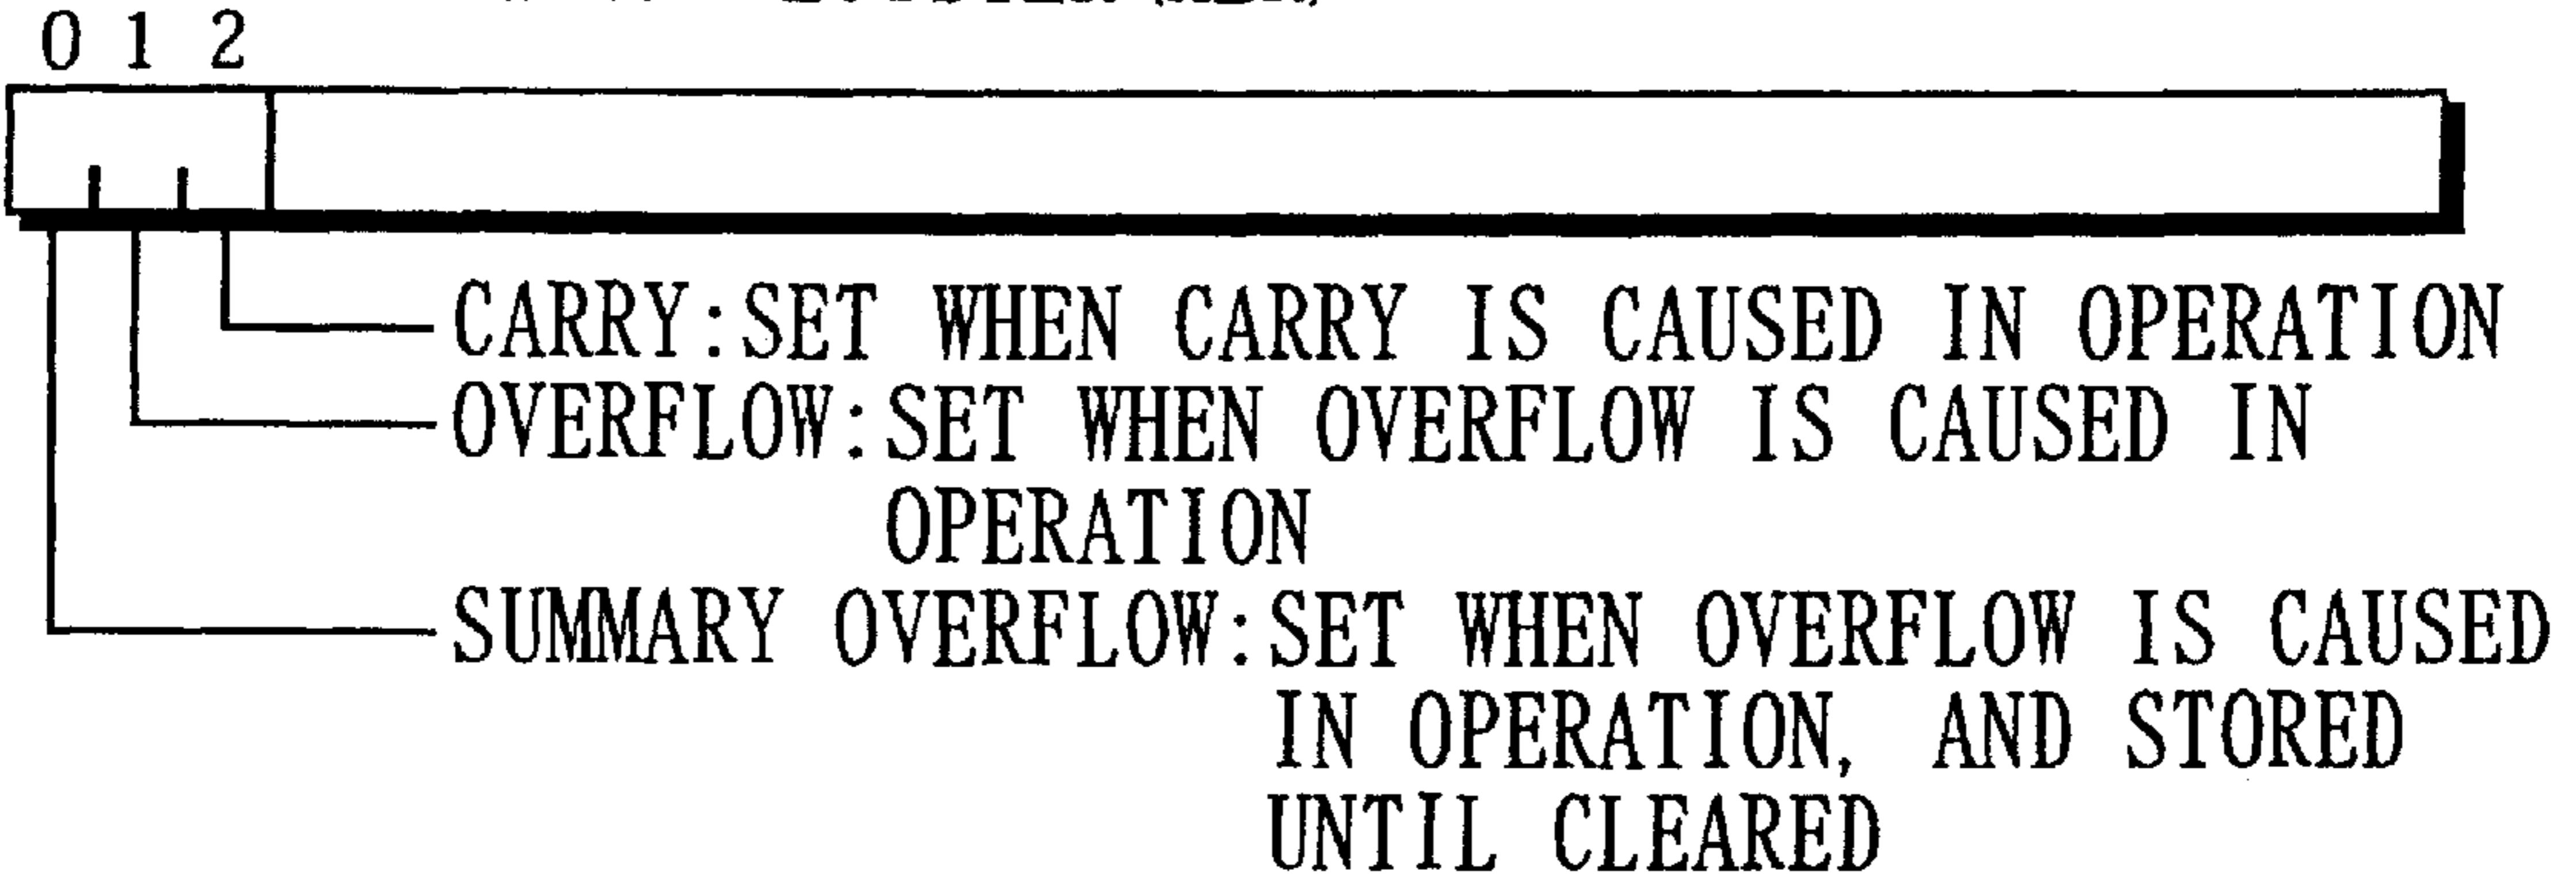 0 1 2
CARRY:SET WHEN CARRY IS CAUSED IN OPERATION
OVERFLOW:SET WHEN OVERFLOW IS CAUSED IN
OPERATION
SUMMARY OVERFLOW:SET WHEN OVERFLOW IS CAUSED
IN OPERATION, AND STORED
UNTIL CLEARED